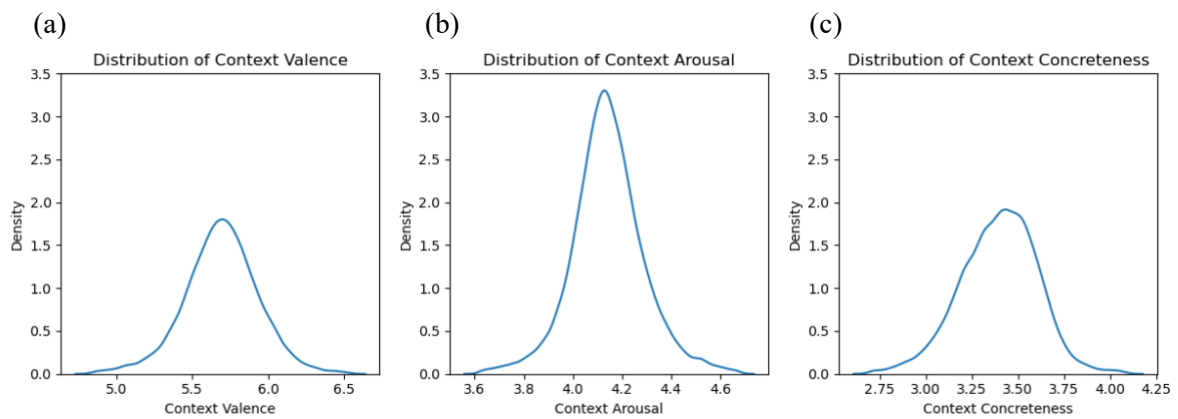 (a)
Distribution of Context Valence
3.5
3.0
2.5
2.0
1.5
1.0
0.5
0.0
Density
5.0 5.5 6.0 6.5
Context Valence
(b)
Distribution of Context Arousal
3.5
3.0
2.5
2.0
1.5
1.0
0.5
0.0
Density
3.6 3.8 4.0 4.2 4.4 4.6
Context Arousal
(c)
Distribution of Context Concreteness
3.5
3.0
2.5
2.0
1.5
1.0
0.5
0.0
Density
2.75 3.00 3.25 3.50 3.75 4.00 4.25
Context Concreteness